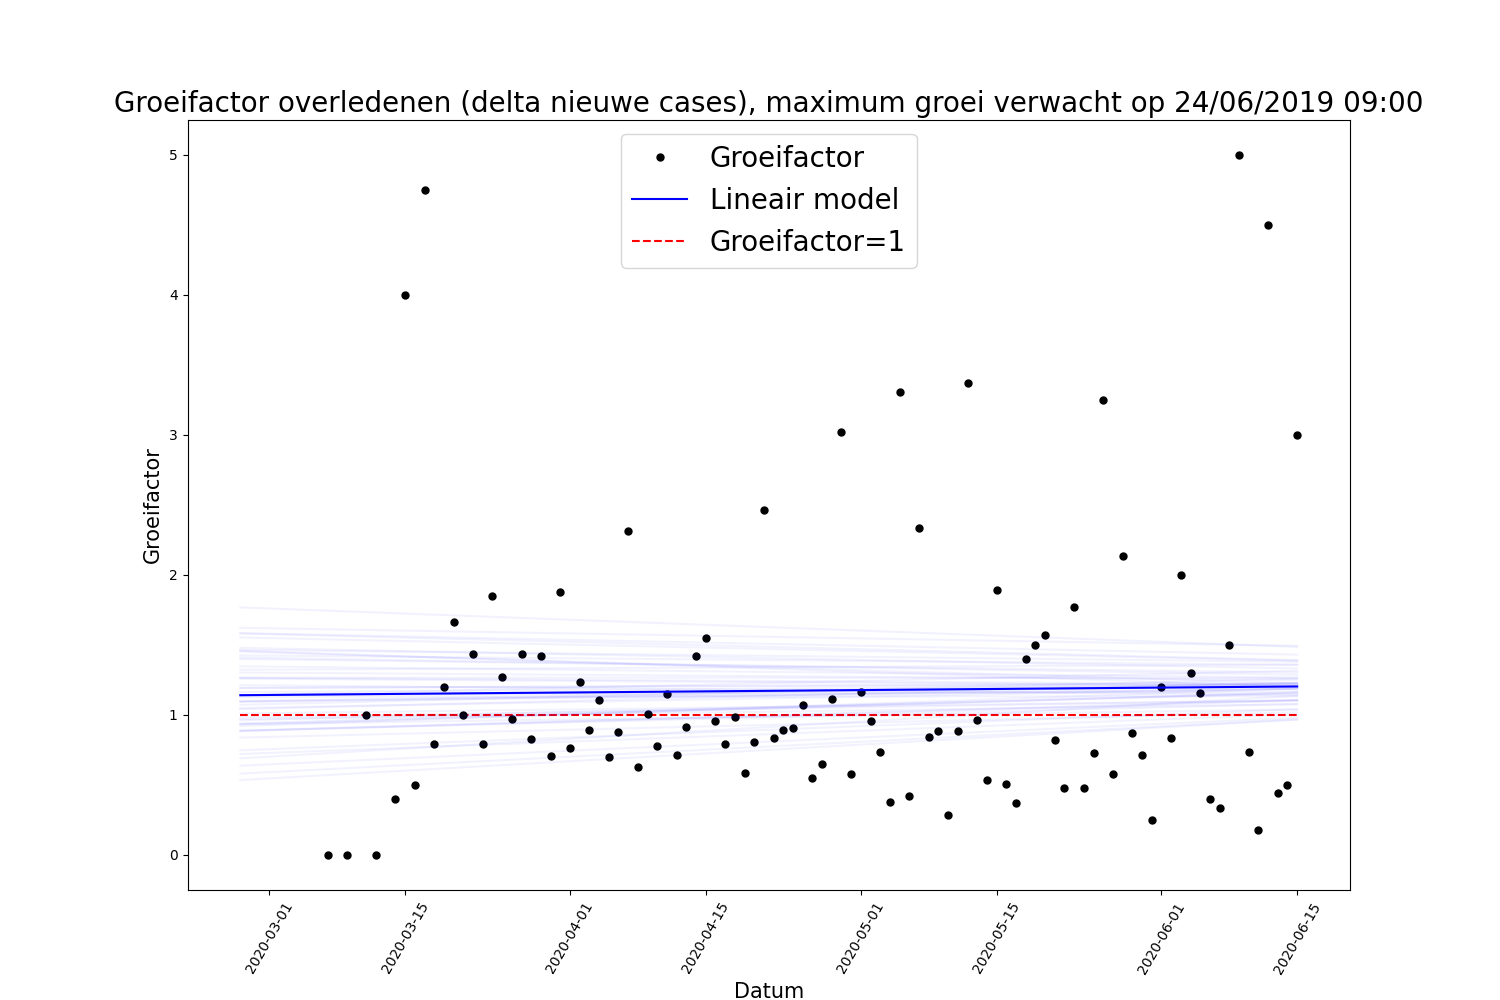 Groeifactor overledenen (delta nieuwe cases), maximum groei verwacht op 24/06/2019 09:00
Groeifactor
Lineair model
Groeifactor=1
5
4
3
2
1
0
Groeifactor
2020-03-01
2020-03-15
2020-04-01
2020-04-15
2020-05-01
2020-05-15
2020-06-01
2020-06-15
Datum